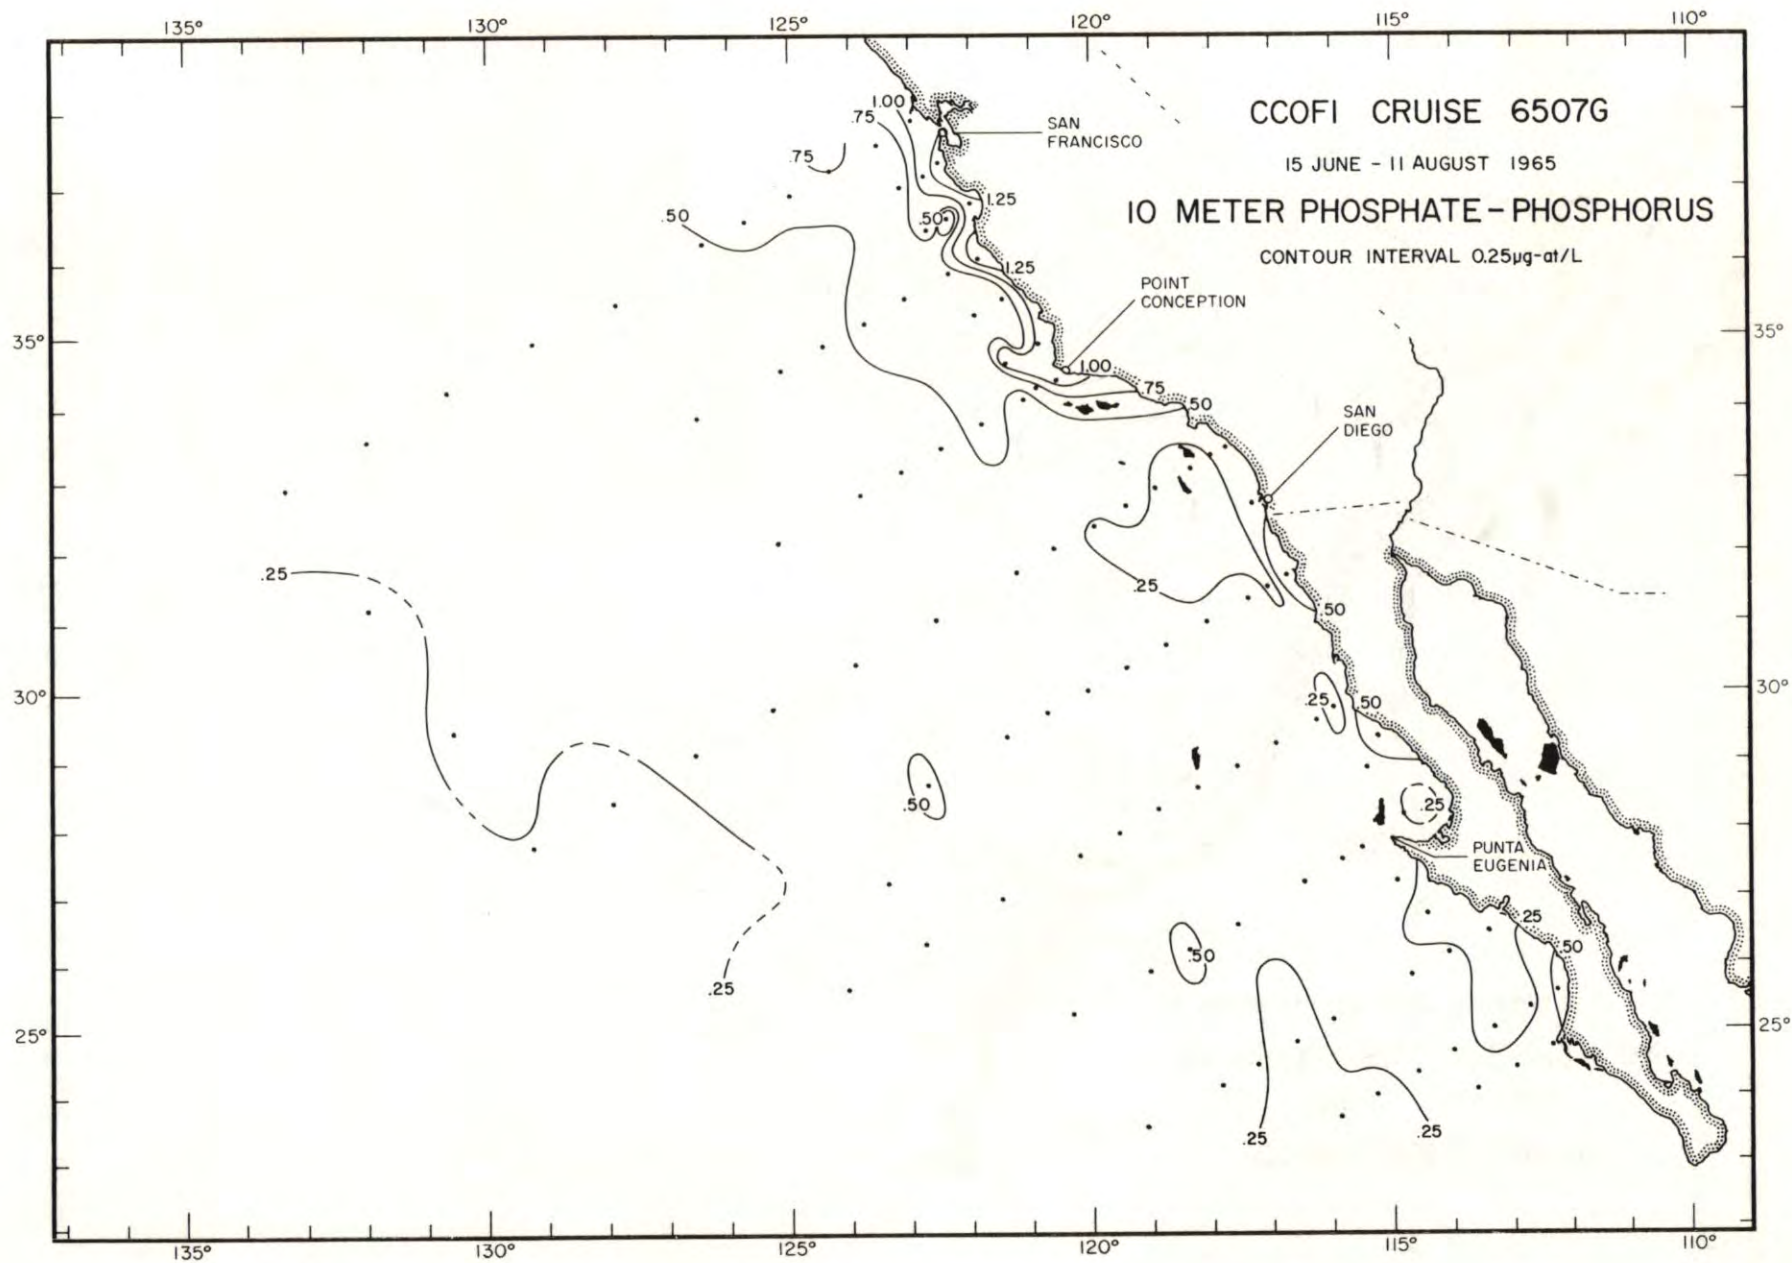 135° 130° 125° 120° 115° 110°
CCOFI CRUISE 6507G
15 JUNE - 11 AUGUST 1965
10 METER PHOSPHATE-PHOSPHORUS
CONTOUR INTERVAL 0.25µg-at/L
1.00
.75
SAN
FRANCISCO
.75
1.25
.50
.50
1.25
POINT
CONCEPTION
35°
35°
1.00
.75
.50
SAN
DIEGO
.25
.25
.50
30°
30°
.25
.50
.50
.25
PUNTA
EUGENIA
.25
.50
.50
.25
25°
25°
.25
.25
135° 130° 125° 120° 115° 110°